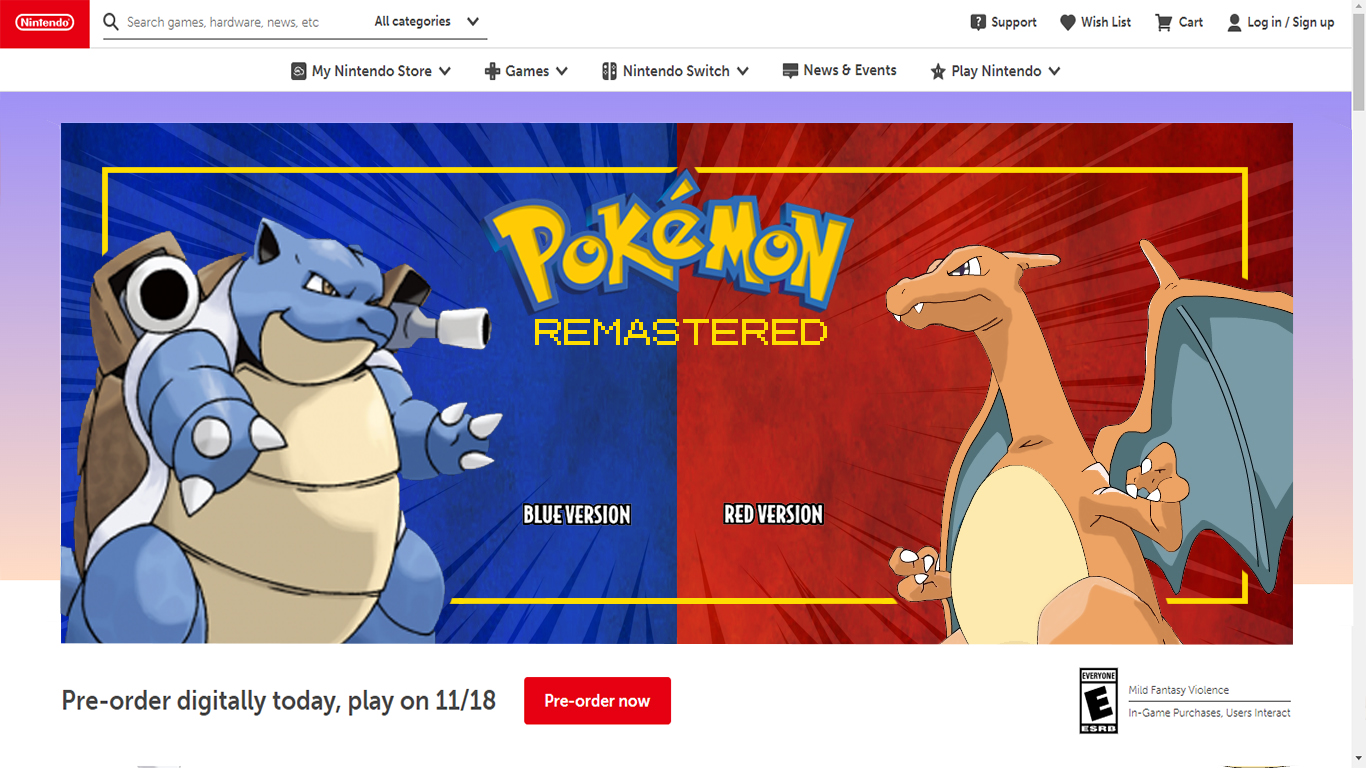 Nintendo
Search games, hardware, news, etc
All categories
Support
Wish List
Cart
Log in / Sign up
My Nintendo Store
Games
Nintendo Switch
News & Events
Play Nintendo
POKéMON
REMASTERED
BLUE VERSION
RED VERSION
Pre-order digitally today, play on 11/18
Pre-order now
EVERYONE
E
ESRB
Mild Fantasy Violence
In-Game Purchases, Users Interact